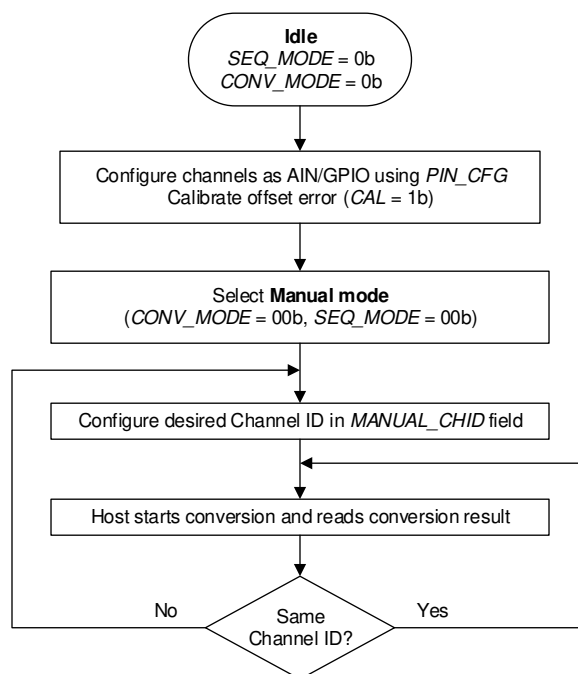 Idle
SEQ_MODE = 0b
CONV_MODE = 0b
Configure channels as AIN/GPIO using PIN_CFG
Calibrate offset error (CAL = 1b)
Select Manual mode
(CONV_MODE = 00b, SEQ_MODE = 00b)
Configure desired Channel ID in MANUAL_CHID field
Host starts conversion and reads conversion result
No
Same
Channel ID?
Yes